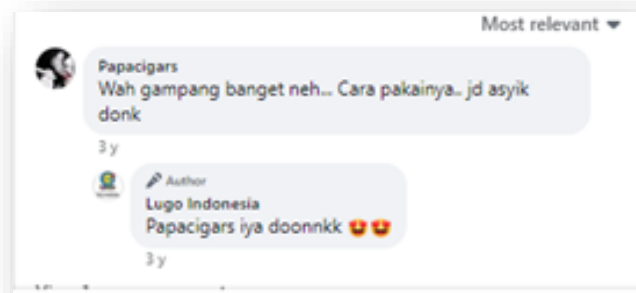 Most relevant
Papacigars
Wah gampang banget neh... Cara pakainya.. jd asyik
donk
3 y
Author
Lugo Indonesia
Papacigars iya doonnkk 😍😍
3 y